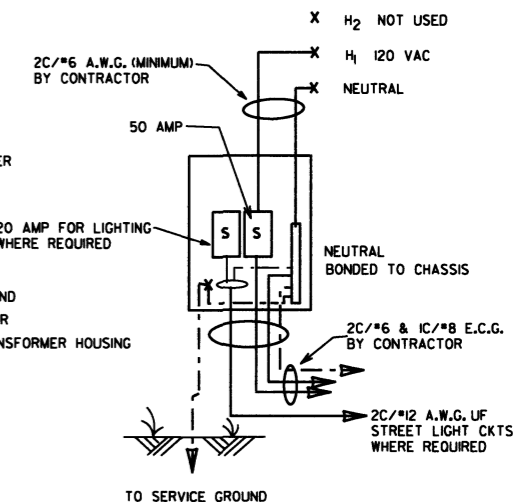 H2 NOT USED
2C/#6 A.W.G. (MINIMUM)
BY CONTRACTOR
H1 120 VAC
NEUTRAL
50 AMP
ER
20 AMP FOR LIGHTING
WHERE REQUIRED
S
S
NEUTRAL
BONDED TO CHASSIS
ND
R
NSFORMER HOUSING
2C/#6 & 1C/#8 E.C.G.
BY CONTRACTOR
2C/#12 A.W.G. UF
STREET LIGHT CKTS
WHERE REQUIRED
TO SERVICE GROUND